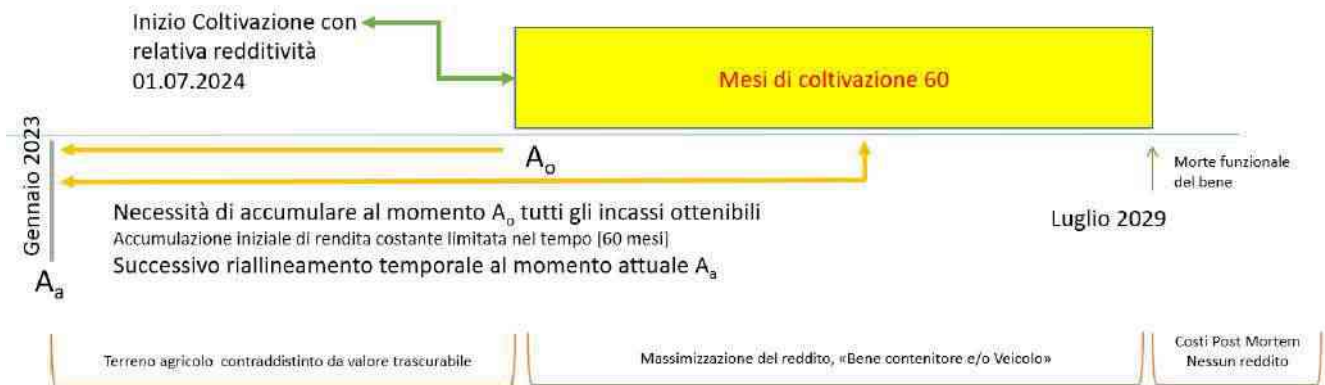 Inizio Coltivazione con
relativa redditività
01.07.2024
Mesi di coltivazione 60
Gennaio 2023
Ao
Morte funzionale
del bene
Necessità di accumulare al momento Ao tutti gli incassi ottenibili
Luglio 2029
Accumulazione iniziale di rendita costante limitata nel tempo [60 mesi]
Successivo riallineamento temporale al momento attuale Aa
Aa
Terreno agricolo contraddistinto da valore trascurabile
Massimizzazione del reddito, «Bene contenitore e/o Veicolo»
Costi Post Mortem
Nessun reddito